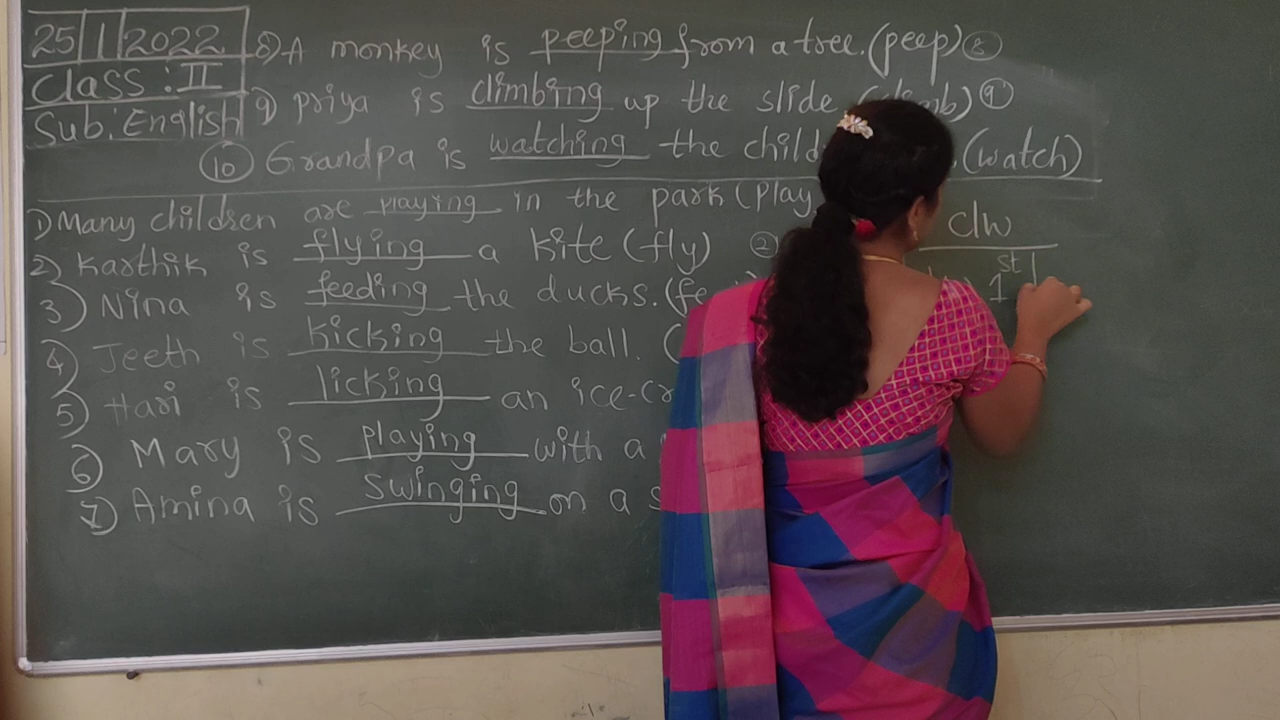 25 1 2022
Class : II
Sub. English
8) A monkey is peeping from a tree. (peep) 8
9) Priya is climbing up the slide 9
10 Grandpa is watching the (watch)
1) Many children are playing in the park (Play
2) Karthik is flying a kite (fly) 2
3) Nina is feeding the ducks.
4) Jeeth is kicking the ball. (
5) Hari is licking an
6) Mary is playing with a
7) Amina is swinging on a
clw
1st